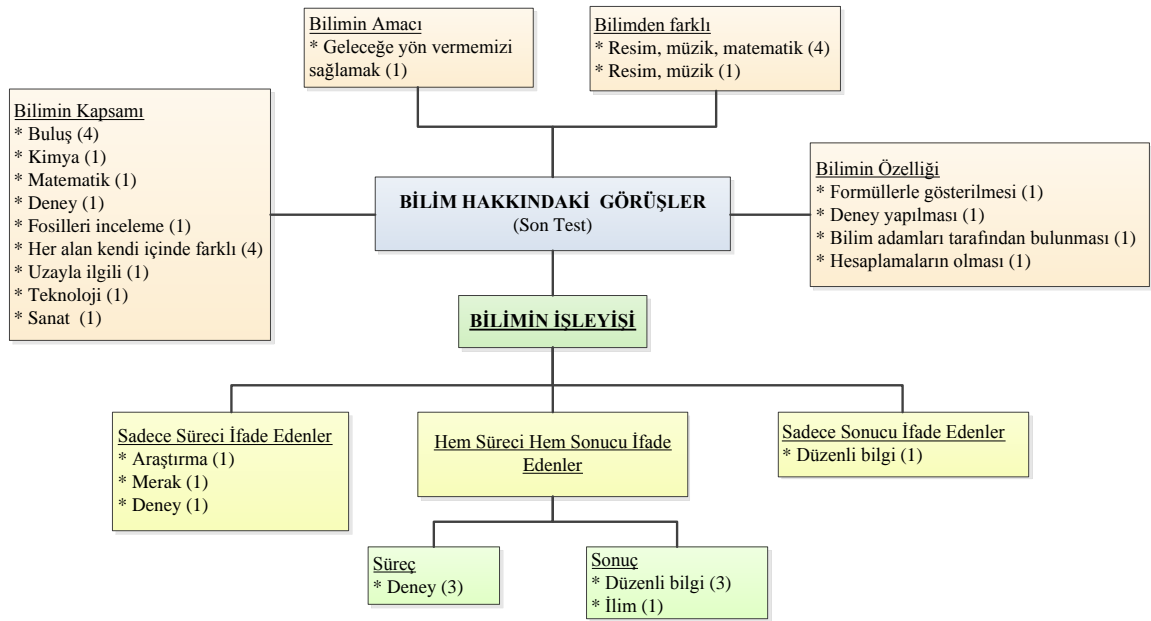 Bilimin Amacı
* Geleceğe yön vermemizi
sağlamak (1)
Bilimden farklı
* Resim, müzik, matematik (4)
* Resim, müzik (1)
Bilimin Kapsamı
* Buluş (4)
* Kimya (1)
* Matematik (1)
* Deney (1)
* Fosilleri inceleme (1)
* Her alan kendi içinde farklı (4)
* Uzayla ilgili (1)
* Teknoloji (1)
* Sanat (1)
BİLİM HAKKINDAKİ GÖRÜŞLER
(Son Test)
Bilimin Özelliği
* Formüllerle gösterilmesi (1)
* Deney yapılması (1)
* Bilim adamları tarafından bulunması (1)
* Hesaplamaların olması (1)
BİLİMİN İŞLEYİŞİ
Sadece Süreci İfade Edenler
* Araştırma (1)
* Merak (1)
* Deney (1)
Hem Süreci Hem Sonucu İfade
Edenler
Sadece Sonucu İfade Edenler
* Düzenli bilgi (1)
Süreç
* Deney (3)
Sonuç
* Düzenli bilgi (3)
* İlim (1)